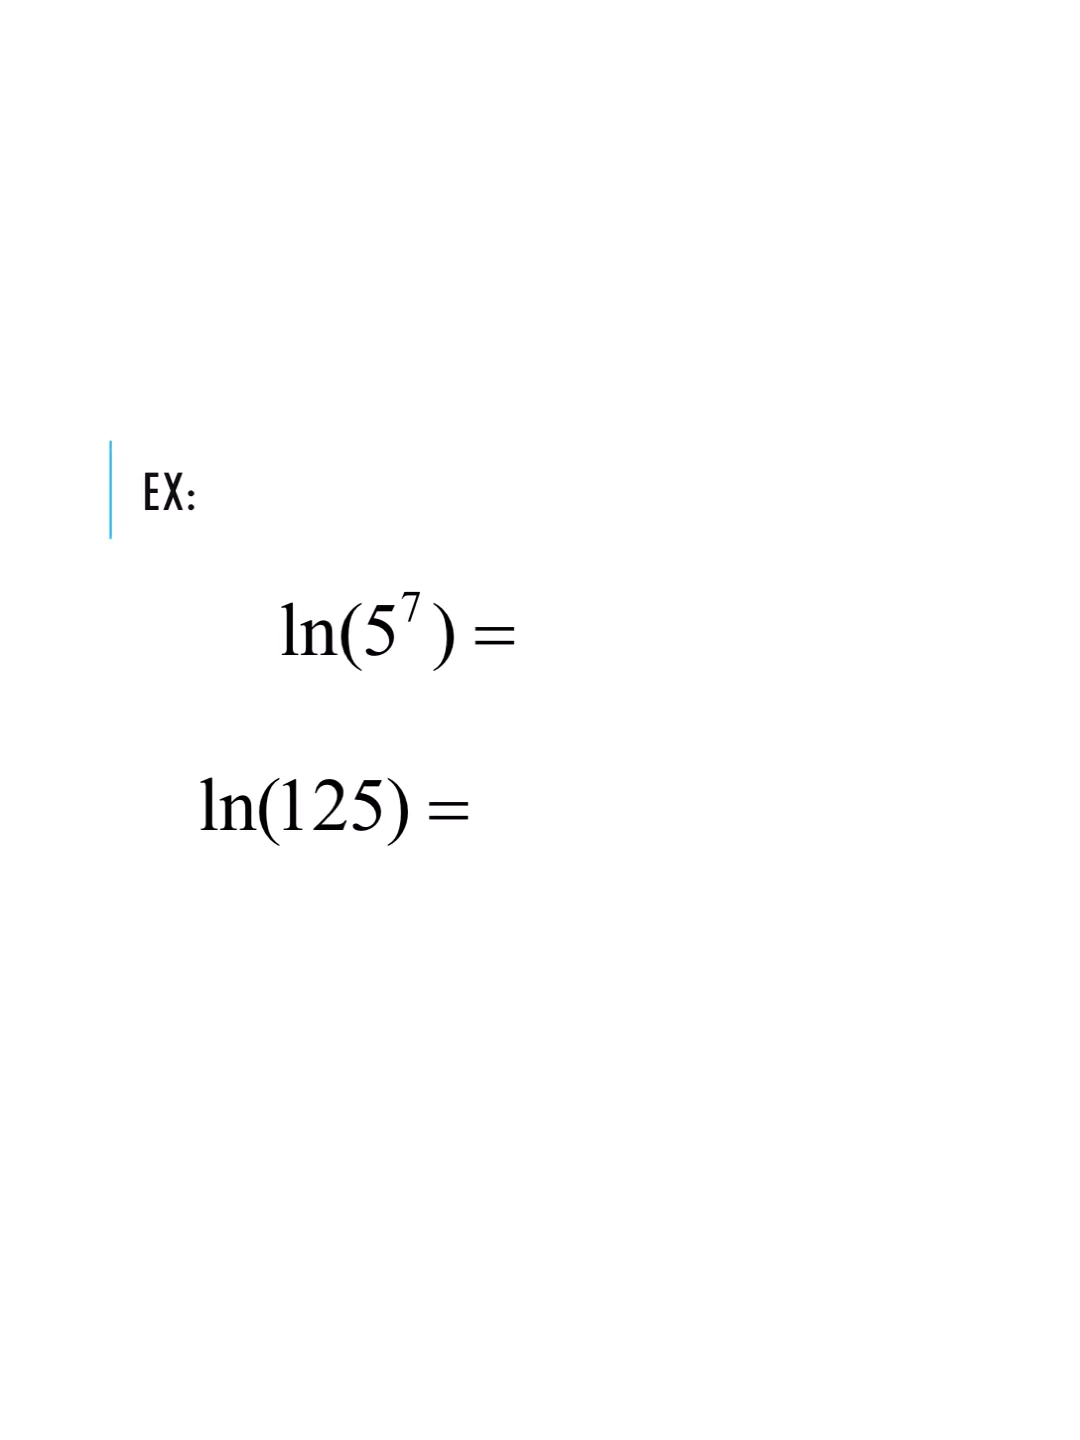 EX:
ln(5⁷) =
ln(125) =